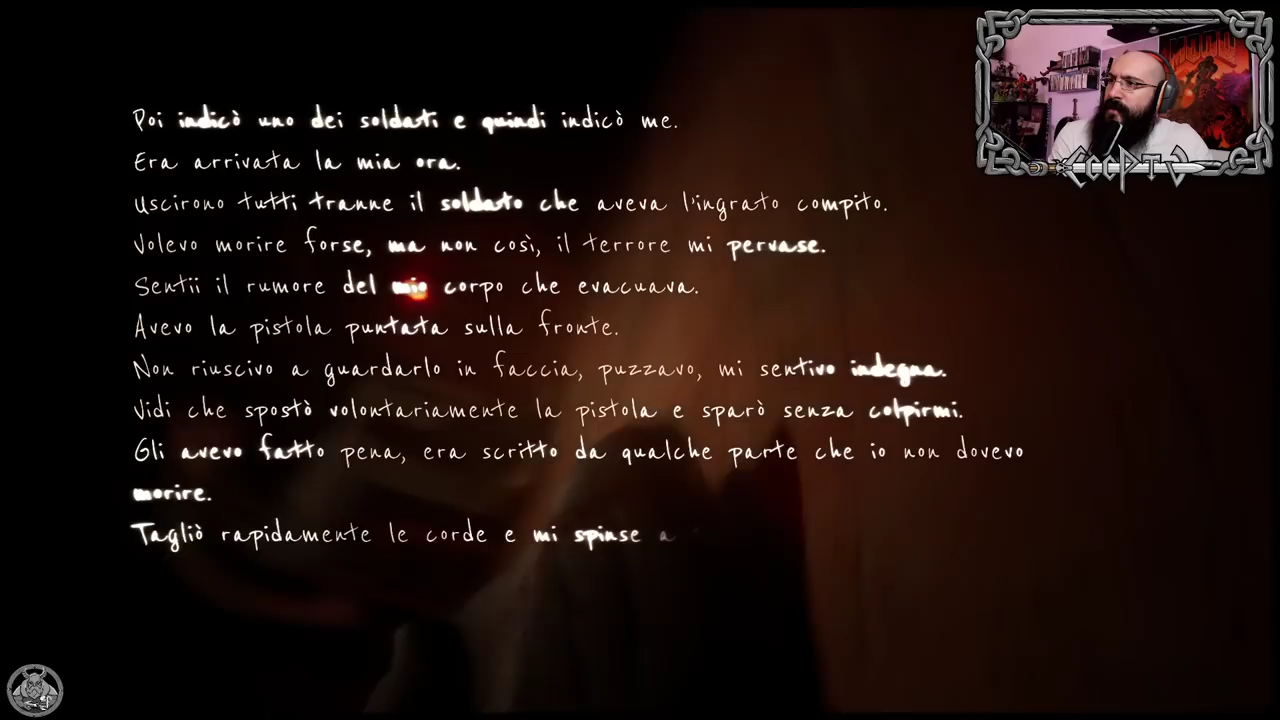 Poi indicò uno dei soldati e quindi indicò me.
Era arrivata la mia ora.
Uscirono tutti tranne il soldato che aveva l'ingrato compito.
Volevo morire forse, ma non così, il terrore mi pervase.
Sentii il rumore del mio corpo che evacuava.
Avevo la pistola puntata sulla fronte.
Non riuscivo a guardarlo in faccia, puzzavo, mi sentivo indegna.
Vidi che spostò volontariamente la pistola e sparò senza colpirmi.
Gli avevo fatto pena, era scritto da qualche parte che io non dovevo
morire.
Tagliò rapidamente le corde e mi spinse a